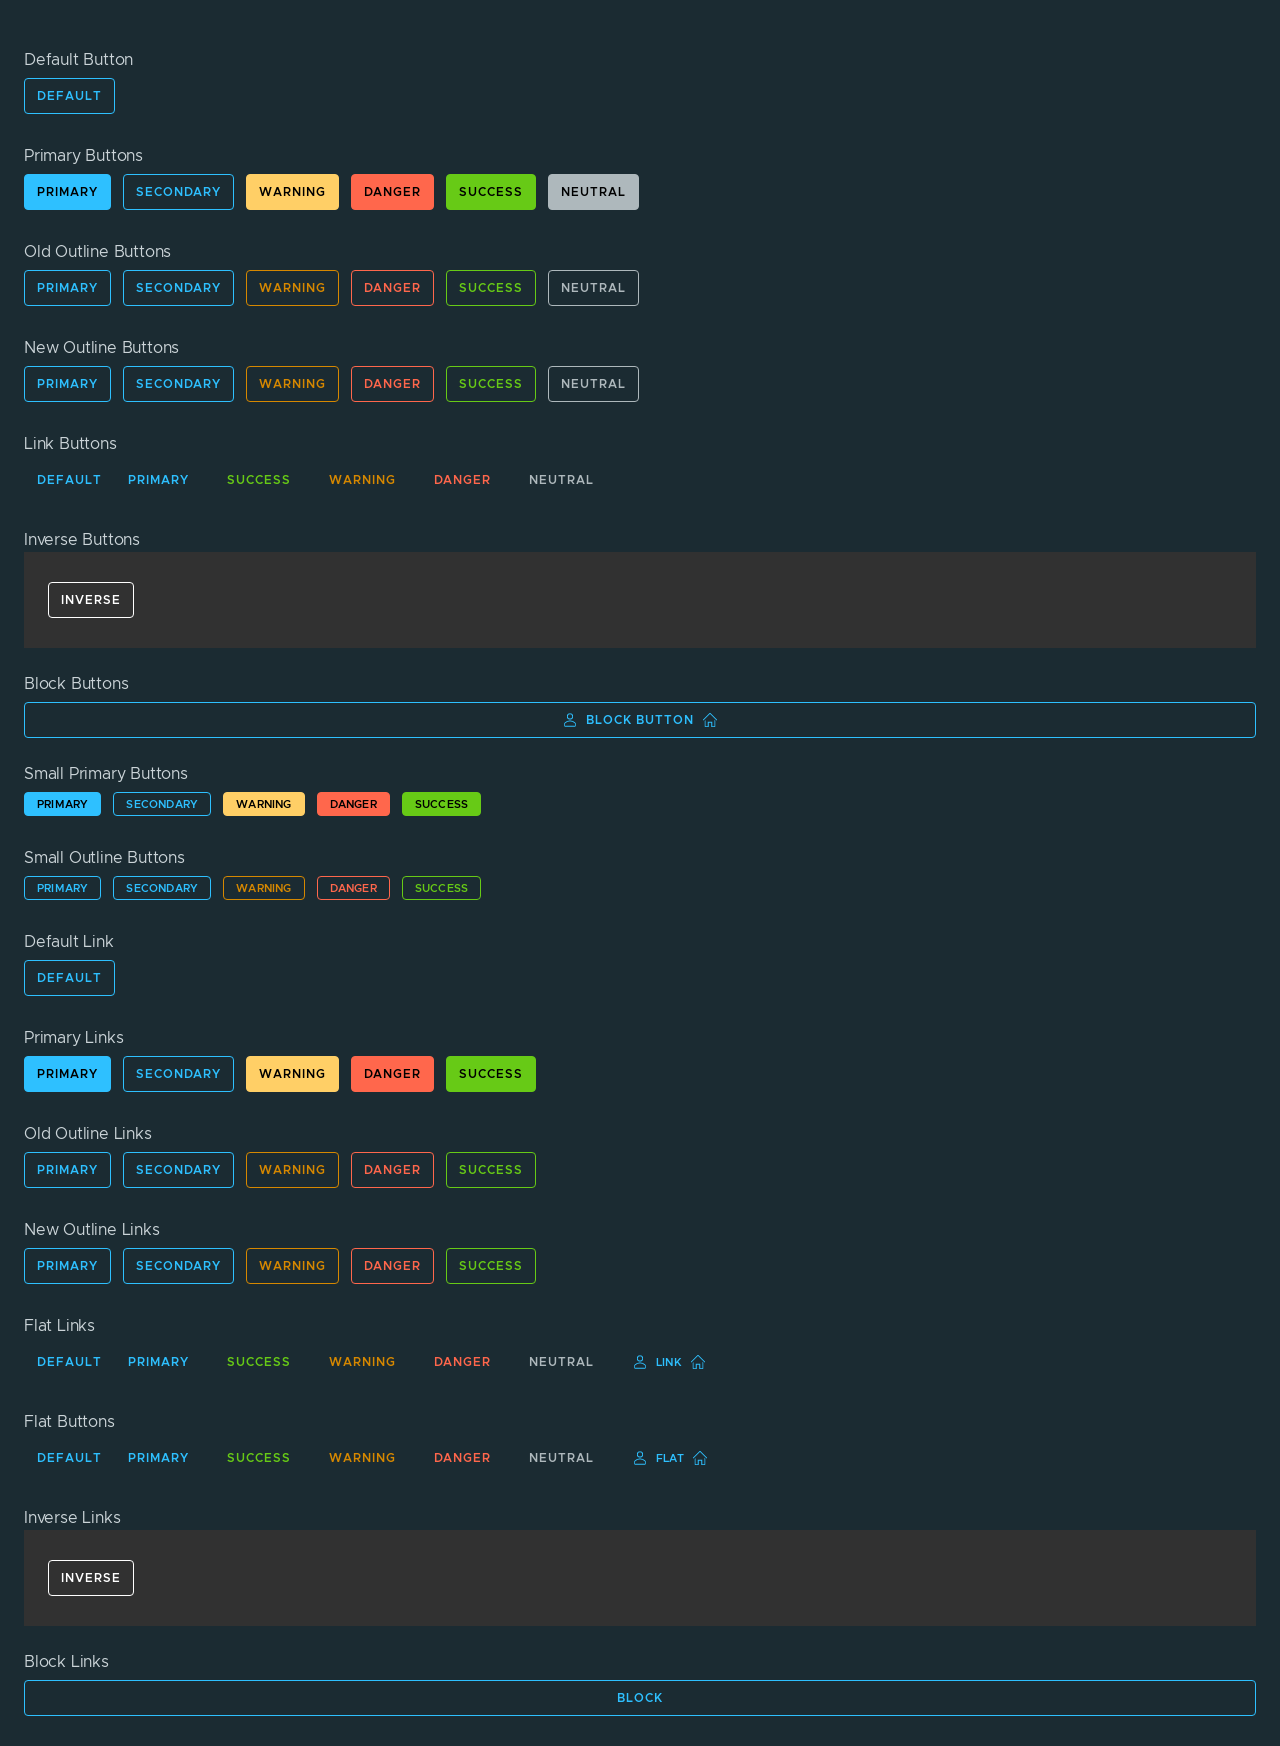 Default Button
DEFAULT
Primary Buttons
PRIMARY SECONDARY WARNING DANGER SUCCESS NEUTRAL
Old Outline Buttons
PRIMARY SECONDARY WARNING DANGER SUCCESS NEUTRAL
New Outline Buttons
PRIMARY SECONDARY WARNING DANGER SUCCESS NEUTRAL
Link Buttons
DEFAULT PRIMARY SUCCESS WARNING DANGER NEUTRAL
Inverse Buttons
INVERSE
Block Buttons
BLOCK BUTTON
Small Primary Buttons
PRIMARY SECONDARY WARNING DANGER SUCCESS
Small Outline Buttons
PRIMARY SECONDARY WARNING DANGER SUCCESS
Default Link
DEFAULT
Primary Links
PRIMARY SECONDARY WARNING DANGER SUCCESS
Old Outline Links
PRIMARY SECONDARY WARNING DANGER SUCCESS
New Outline Links
PRIMARY SECONDARY WARNING DANGER SUCCESS
Flat Links
DEFAULT PRIMARY SUCCESS WARNING DANGER NEUTRAL LINK
Flat Buttons
DEFAULT PRIMARY SUCCESS WARNING DANGER NEUTRAL FLAT
Inverse Links
INVERSE
Block Links
BLOCK